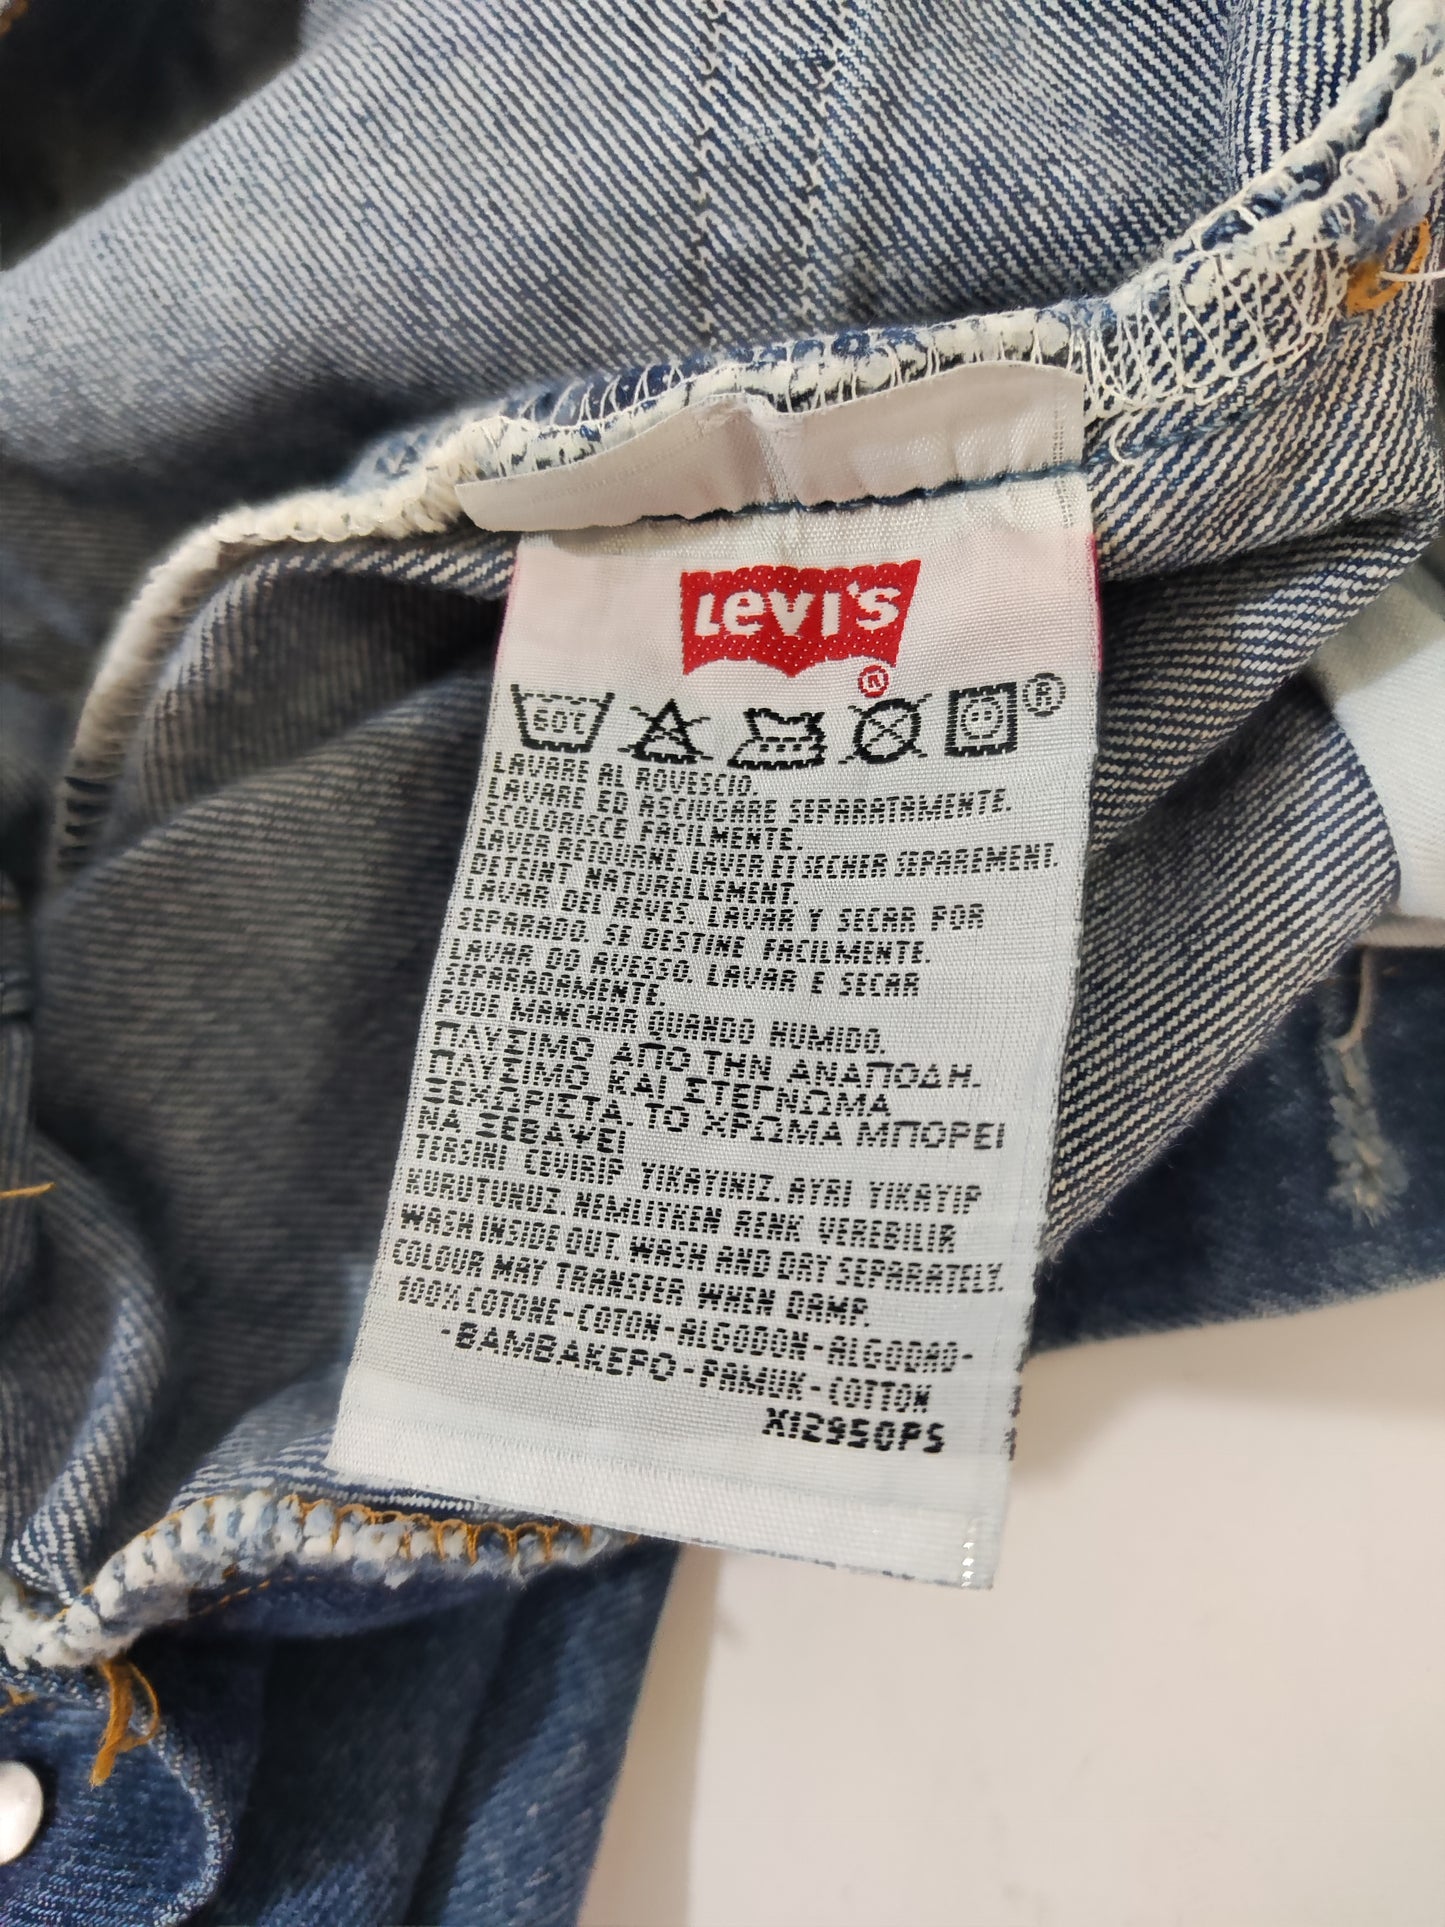 Levi's
®
60°C ®
LAVARE AL ROVESCIO.
LAVARE ED ASCIUGARE SEPARATAMENTE.
SCOLORISCE FACILMENTE.
LAVER RETOURNE. LAVER ET SECHER SEPAREMENT.
DETEINT NATURELLEMENT.
LAVAR DEL REVES. LAVAR Y SECAR POR
SEPARADO. SE DESTINE FACILMENTE.
LAVAR DO AVESSO. LAVAR E SECAR
SEPARADAMENTE.
PODE MANCHAR QUANDO HUMIDO.
ΠΛΥΣΙΜΟ ΑΠΟ ΤΗΝ ΑΝΑΠΟΔΗ.
ΠΛΥΣΙΜΟ ΚΑΙ ΣΤΕΓΝΩΜΑ
ΞΕΧΩΡΙΣΤΑ. ΤΟ ΧΡΩΜΑ ΜΠΟΡΕΙ
ΝΑ ΞΕΒΑΨΕΙ
TERSINI CEVIRIP YIKAYINIZ. AYRI YIKAYIP
KURUTUNUZ. NEMLIYKEN RENK VEREBILIR
WASH INSIDE OUT. WASH AND DRY SEPARATELY.
COLOUR MAY TRANSFER WHEN DAMP.
100% COTONE-COTON-ALGODON-ALGODAO-
-ΒΑΜΒΑΚΕΡΟ-PAMUK-COTTON
X12950PS